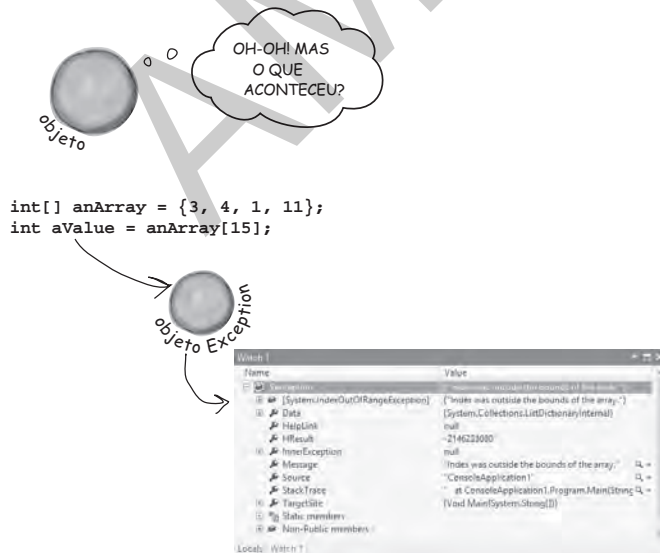 OH-OH! MAS
O QUE
ACONTECEU?
objeto
int[] anArray = {3, 4, 1, 11};
int aValue = anArray[15];
objeto Exception
Watch 1
Name Value
[System.IndexOutOfRangeException] {"Index was outside the bounds of the array."}
Data {System.Collections.ListDictionaryInternal}
HelpLink null
HResult
InnerException null
Message "Index was outside the bounds of the array."
Source "ConsoleApplication1"
StackTrace " at ConsoleApplication1.Program.Main(String
TargetSite {Void Main(System.String[])}
Static members
Non-Public members
Locals Watch 1